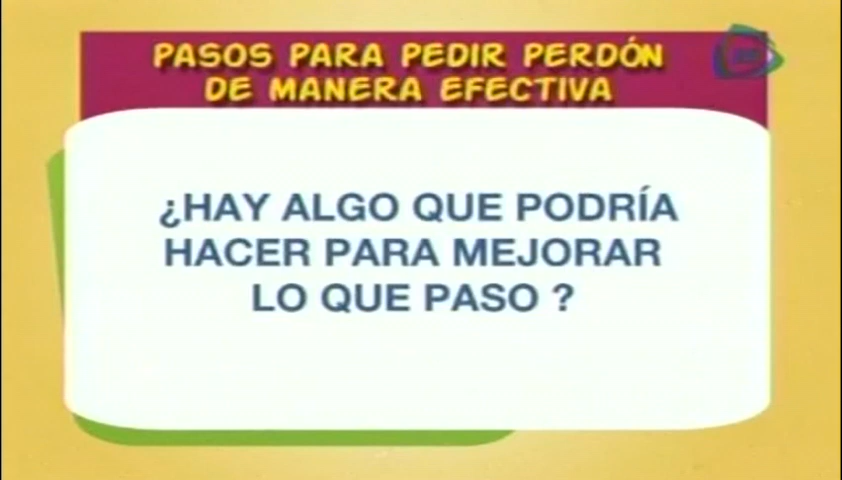 PASOS PARA PEDIR PERDÓN
DE MANERA EFECTIVA
¿HAY ALGO QUE PODRÍA
HACER PARA MEJORAR
LO QUE PASO ?